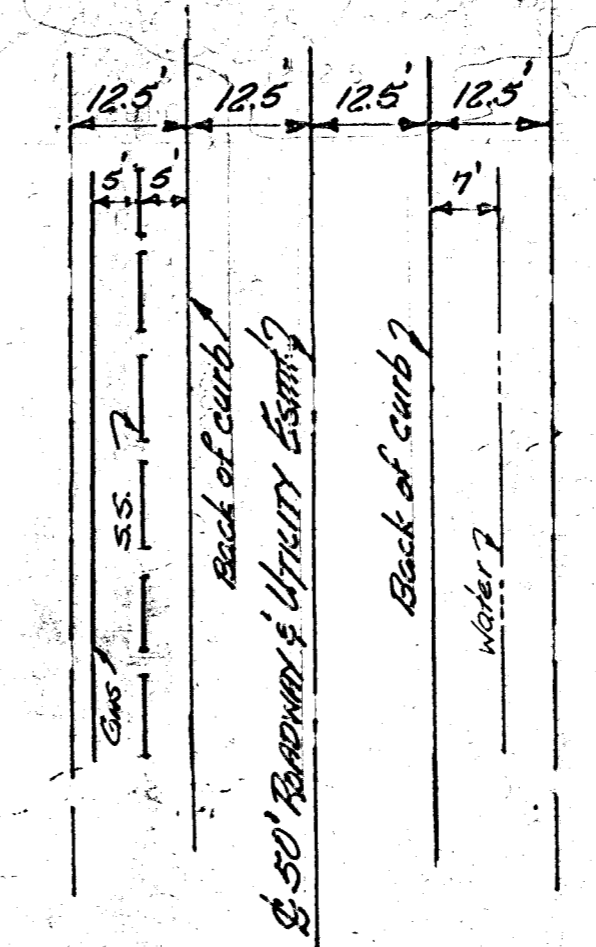 12.5' 12.5' 12.5' 12.5'
5' 5' 7'
Gas
S.S.
Back of curb
℄ 50' ROADWAY & UTILITY Esmt.
Back of curb
Water